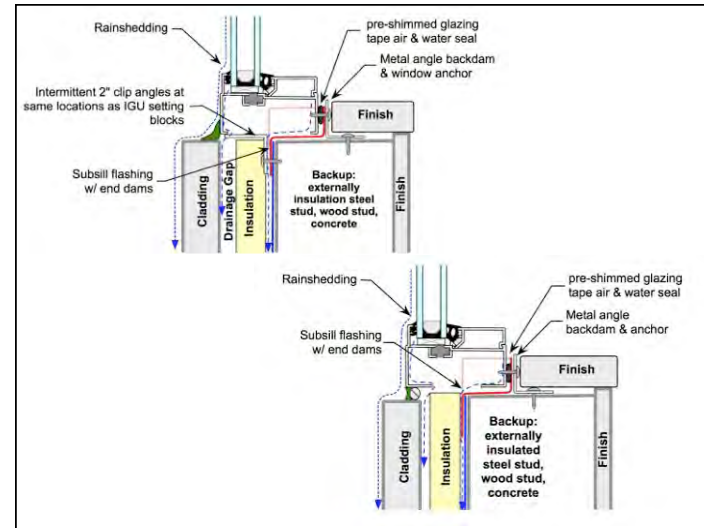 Rainshedding
pre-shimmed glazing
tape air & water seal
Metal angle backdam
& window anchor
Intermittent 2" clip angles at
same locations as IGU setting
blocks
Finish
Subsill flashing
w/ end dams
Cladding
Drainage Gap
Insulation
Backup:
externally
insulation steel
stud, wood stud,
concrete
Finish
Rainshedding
pre-shimmed glazing
tape air & water seal
Metal angle
backdam & anchor
Subsill flashing
w/ end dams
Finish
Cladding
Insulation
Backup:
externally
insulated
steel stud,
wood stud,
concrete
Finish